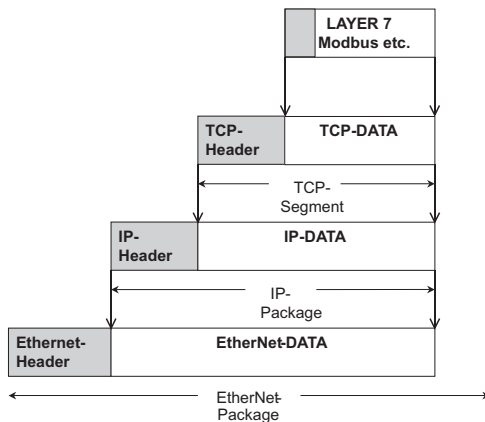 LAYER 7
Modbus etc.
TCP-
Header
TCP-DATA
TCP-
Segment
IP-
Header
IP-DATA
IP-
Package
Ethernet-
Header
EtherNet-DATA
EtherNet-
Package